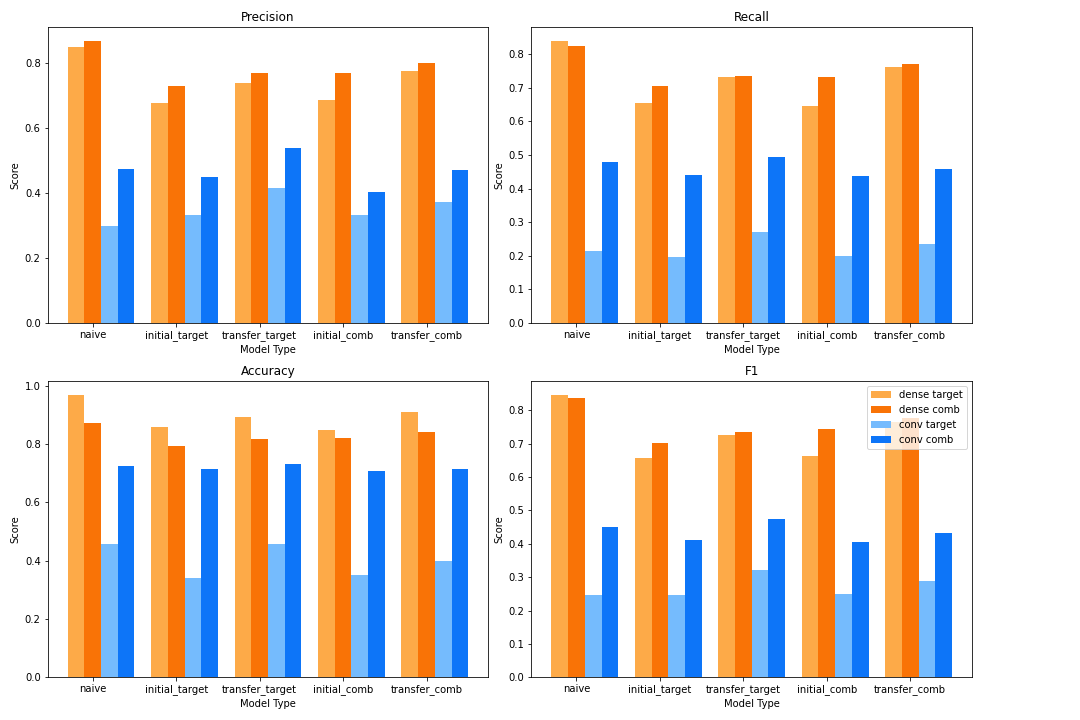 Precision
Score
0.8
0.6
0.4
0.2
0.0
naive initial_target transfer_target initial_comb transfer_comb
Model Type
Recall
Score
0.8
0.7
0.6
0.5
0.4
0.3
0.2
0.1
0.0
naive initial_target transfer_target initial_comb transfer_comb
Model Type
Accuracy
Score
1.0
0.8
0.6
0.4
0.2
0.0
naive initial_target transfer_target initial_comb transfer_comb
Model Type
F1
Score
0.8
0.7
0.6
0.5
0.4
0.3
0.2
0.1
0.0
dense target
dense comb
conv target
conv comb
naive initial_target transfer_target initial_comb transfer_comb
Model Type